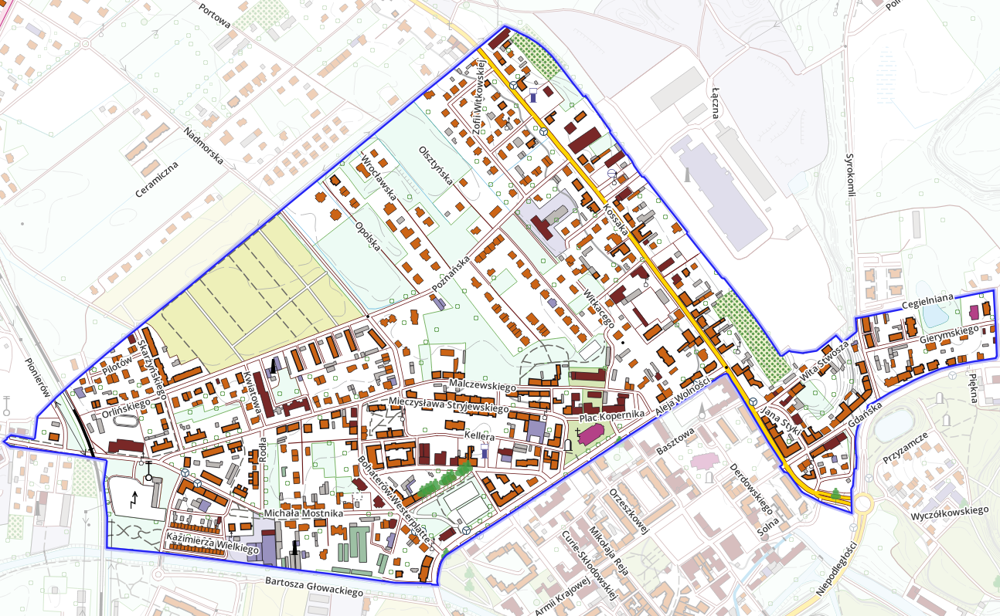 Portowa
Poln
Zofii Witkowskiej
Łączna
Nadmorska
Ceramiczna
Olsztyńska
Wrocławska
Syrokomli
Opolska
Kossaka
Poznańska
Witkacego
Cegielniana
Gierymskiego
Pilotów
Skarżyńskiego
Pionierów
Wita Stwosza
Orlińskiego
Kwiatowa
Malczewskiego
Aleja Wolności
Piękna
Mieczysława Stryjewskiego
Plac Kopernika
Jana Styki
Gdańska
Kellera
Rodła
Basztowa
Przyzamcze
Bohaterów Westerplatte
Derdowskiego
Orzeszkowej
Michała Mostnika
Wyczółkowskiego
Solna
Kazimierza Wielkiego
Mikołaja Reja
Curie-Skłodowskiej
Niepodległości
Bartosza Głowackiego
Armii Krajowej